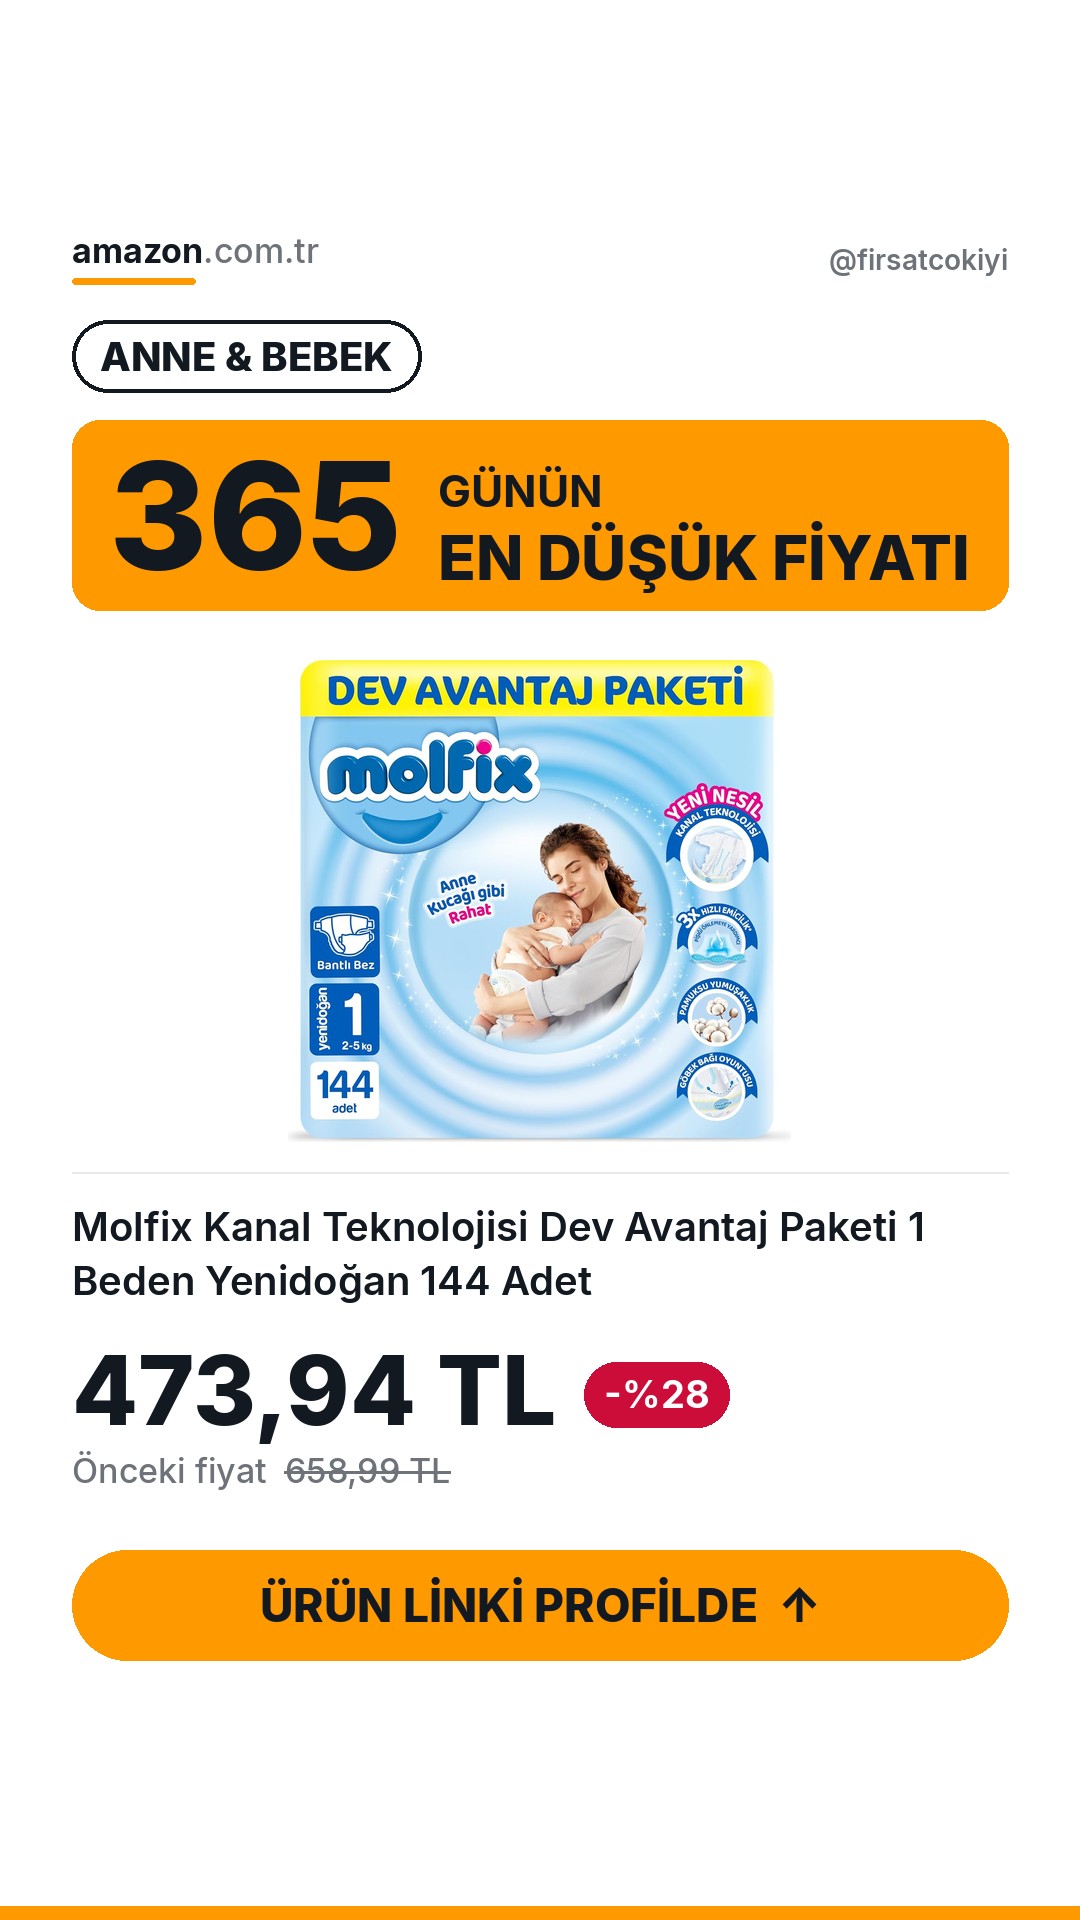 amazon.com.tr
@firsatcokiyi
ANNE & BEBEK
365
GÜNÜN
EN DÜŞÜK FİYATI
DEV AVANTAJ PAKETİ
molfix
YENİ NESİL
KANAL TEKNOLOJİSİ
Anne
Kucağı gibi
Rahat
3x HIZLI EMİCİLİK*
Bantlı Bez
PAMUKSU YUMUŞAKLIK
yenidoğan
1
2-5 kg
GÖBEK BAĞI OYUNTUSU
144
adet
Molfix Kanal Teknolojisi Dev Avantaj Paketi 1
Beden Yenidoğan 144 Adet
473,94 TL
-%28
Önceki fiyat 658,99 TL
ÜRÜN LİNKİ PROFİLDE ↑